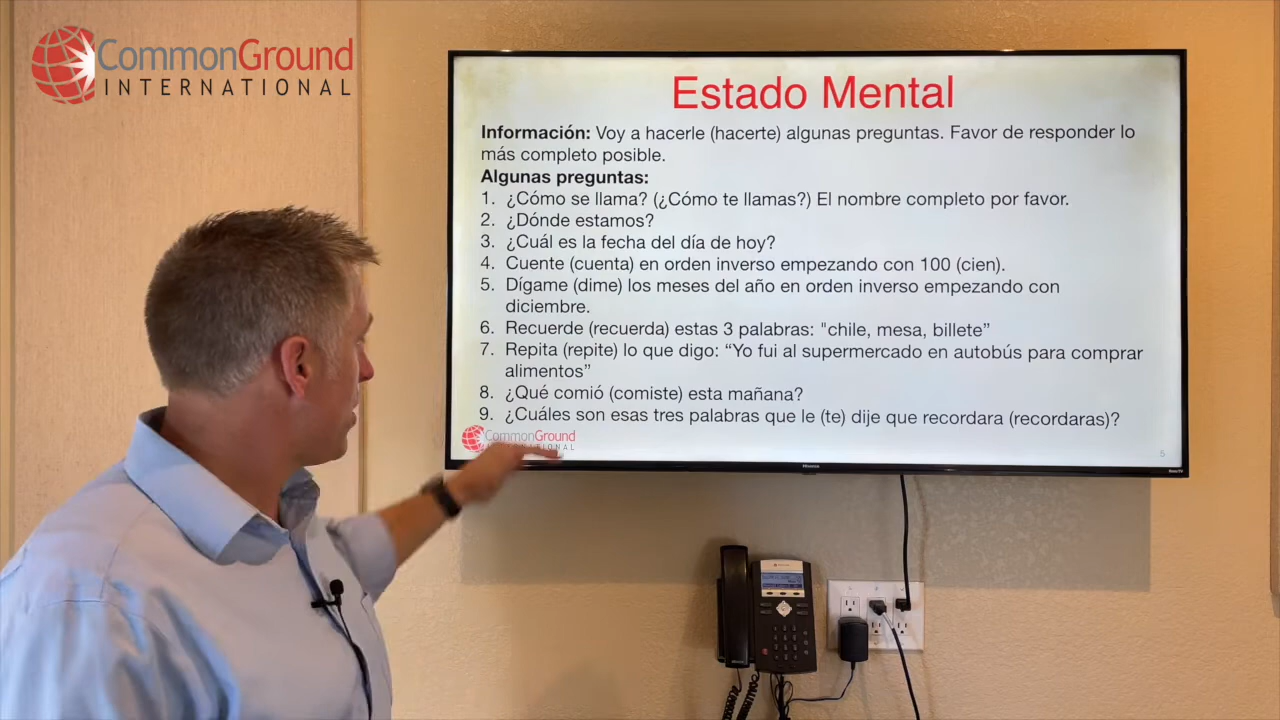 CommonGround
INTERNATIONAL
Estado Mental
Información: Voy a hacerle (hacerte) algunas preguntas. Favor de responder lo
más completo posible.
Algunas preguntas:
1. ¿Cómo se llama? (¿Cómo te llamas?) El nombre completo por favor.
2. ¿Dónde estamos?
3. ¿Cuál es la fecha del día de hoy?
4. Cuente (cuenta) en orden inverso empezando con 100 (cien).
5. Dígame (dime) los meses del año en orden inverso empezando con
diciembre.
6. Recuerde (recuerda) estas 3 palabras: "chile, mesa, billete”
7. Repita (repite) lo que digo: “Yo fui al supermercado en autobús para comprar
alimentos”
8. ¿Qué comió (comiste) esta mañana?
9. ¿Cuáles son esas tres palabras que le (te) dije que recordara (recordaras)?
CommonGround
5
Hisense